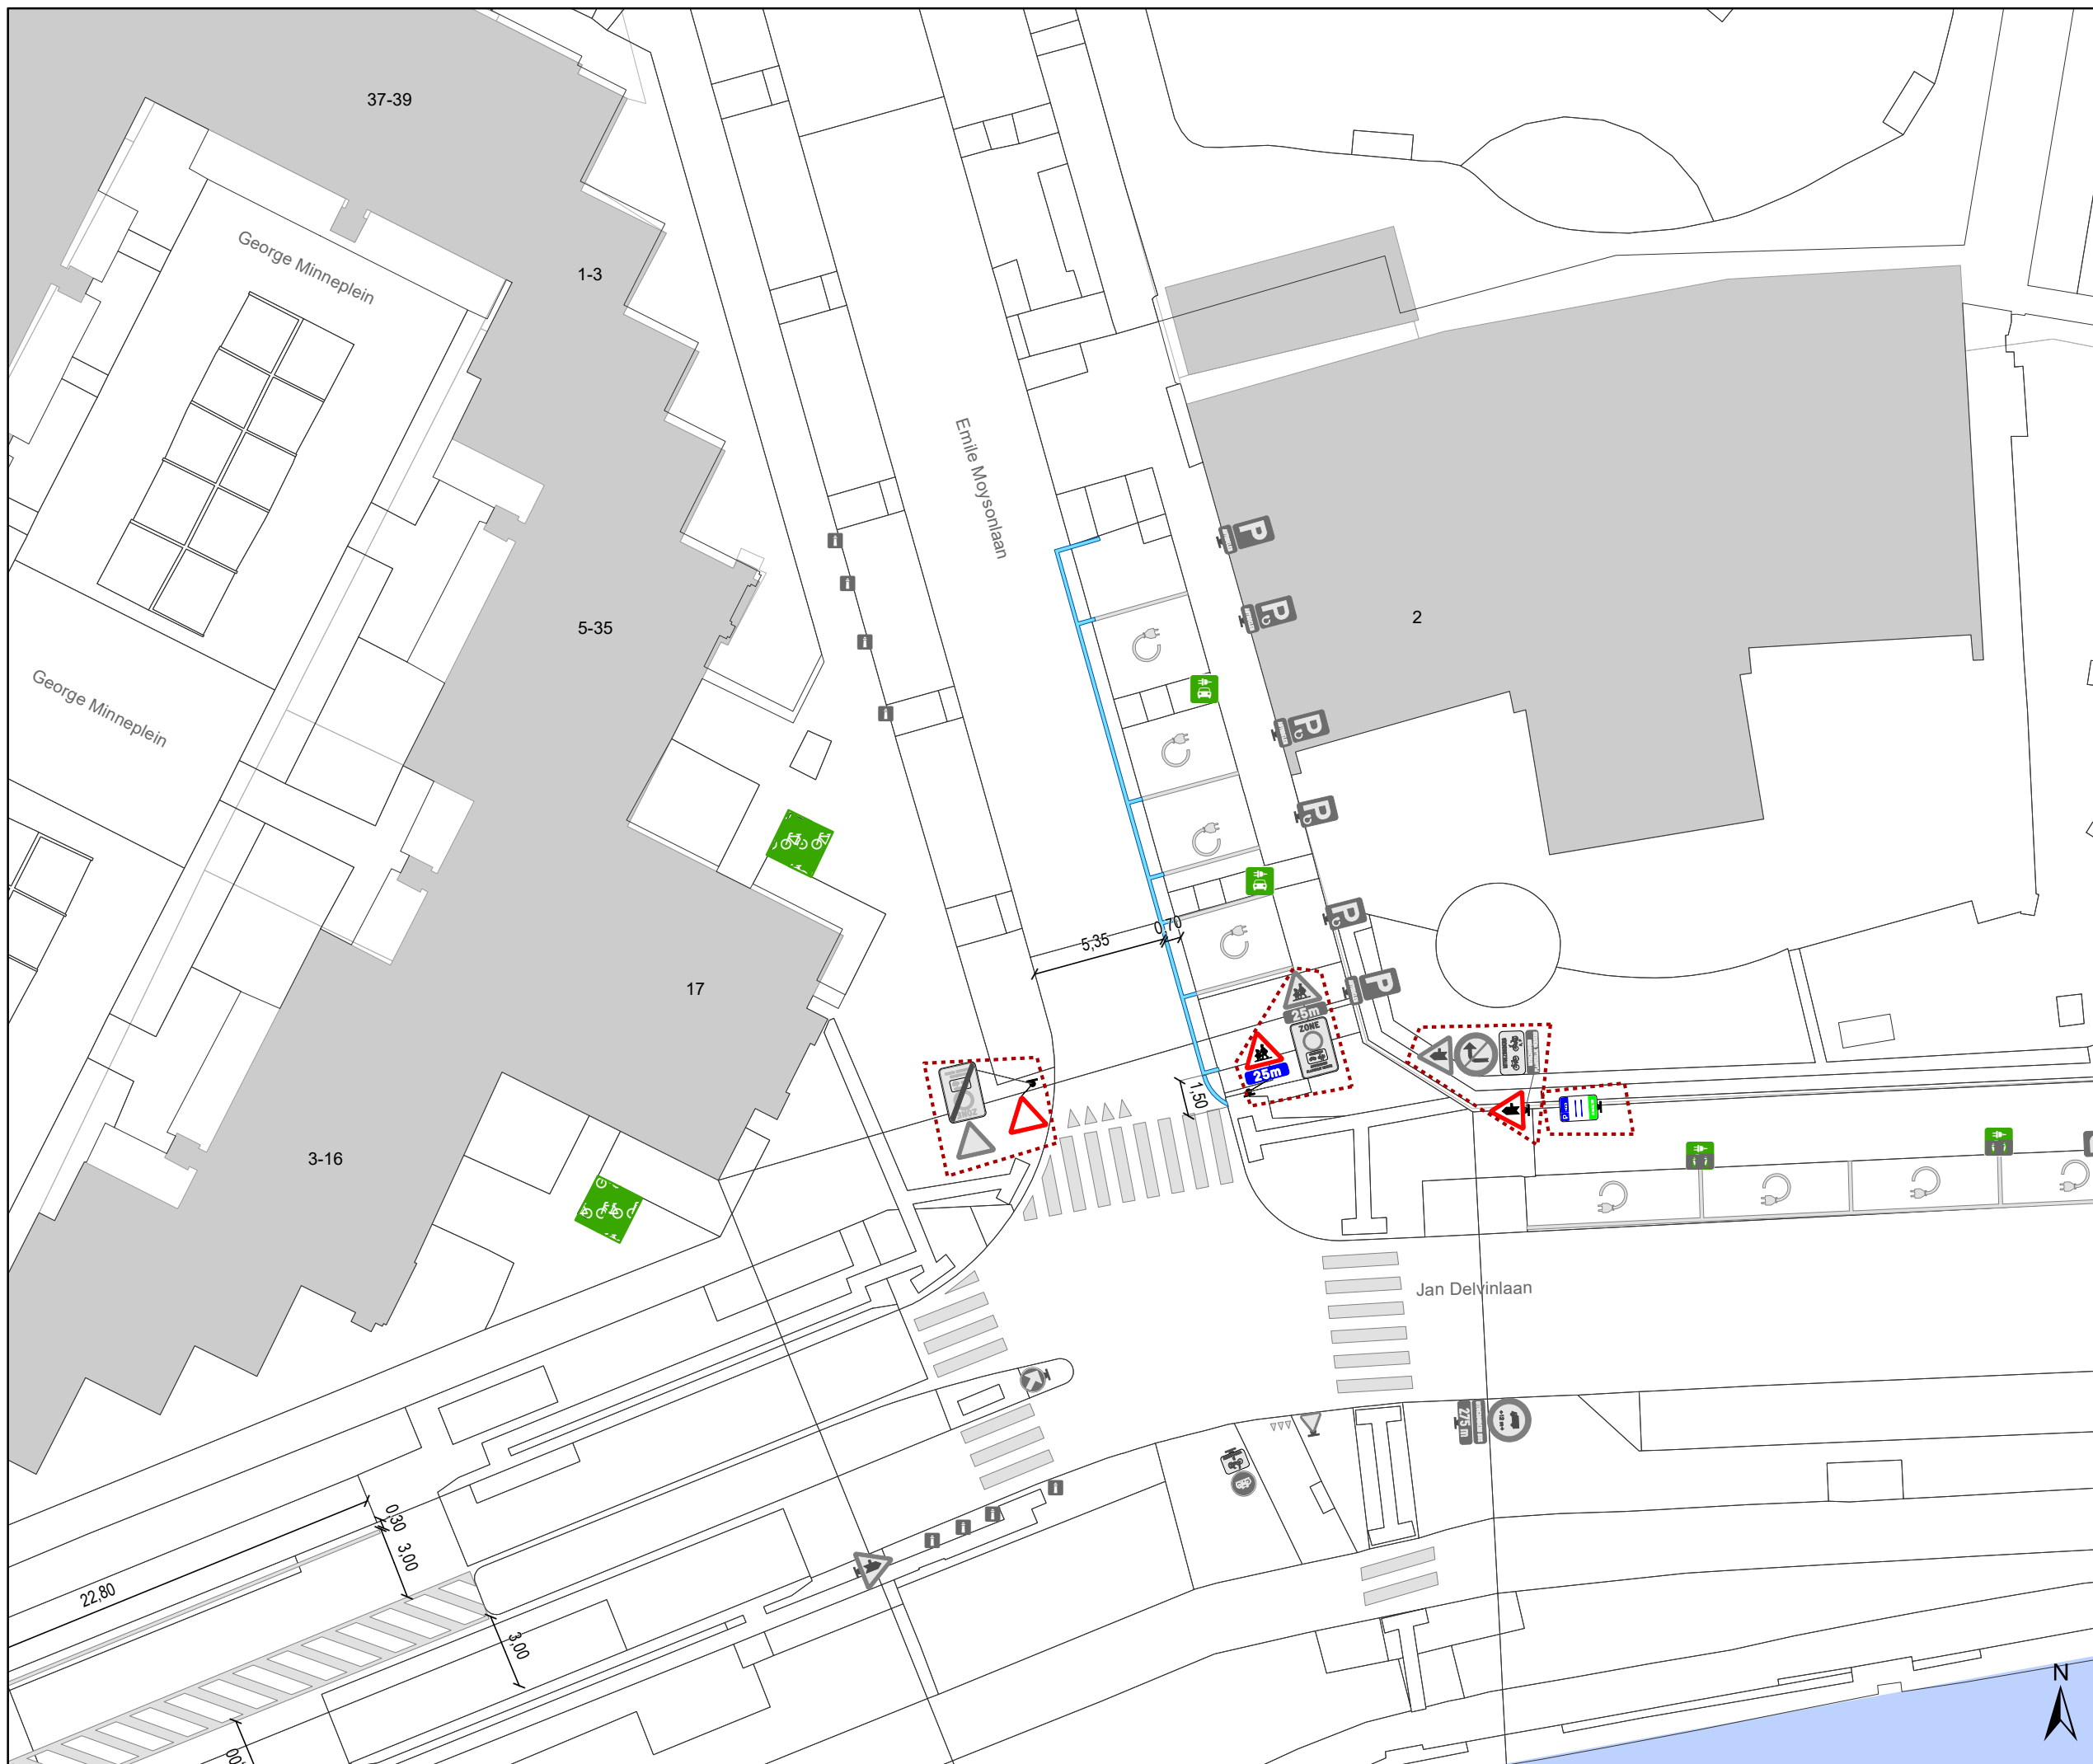 37-39
George Minneplein
1-3
Emile Moysonlaan
P
P
5-35
2
George Minneplein
P
P
P
0,70
5,35
17
P
25m
ZONE
25m
1,50
3-16
Jan Delvinlaan
275 m
0,30
3,00
22,80
3,00
N